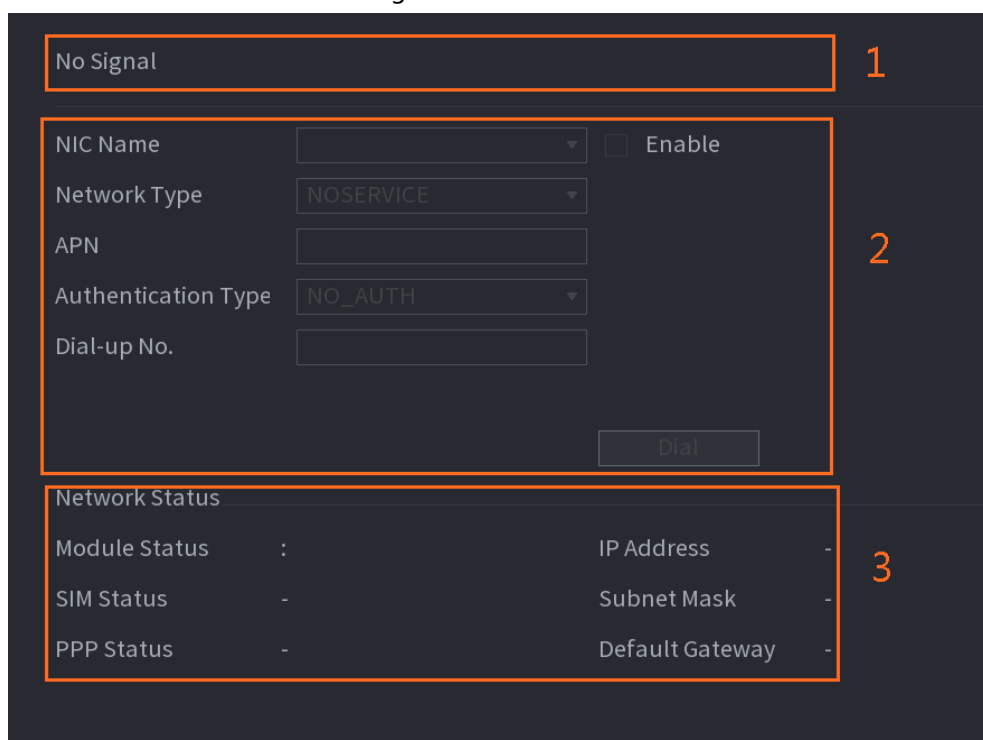 No Signal
1
NIC Name
Enable
Network Type NOSERVICE
APN
2
Authentication Type NO_AUTH
Dial-up No.
Dial
Network Status
Module Status : IP Address -
3
SIM Status - Subnet Mask -
PPP Status - Default Gateway -